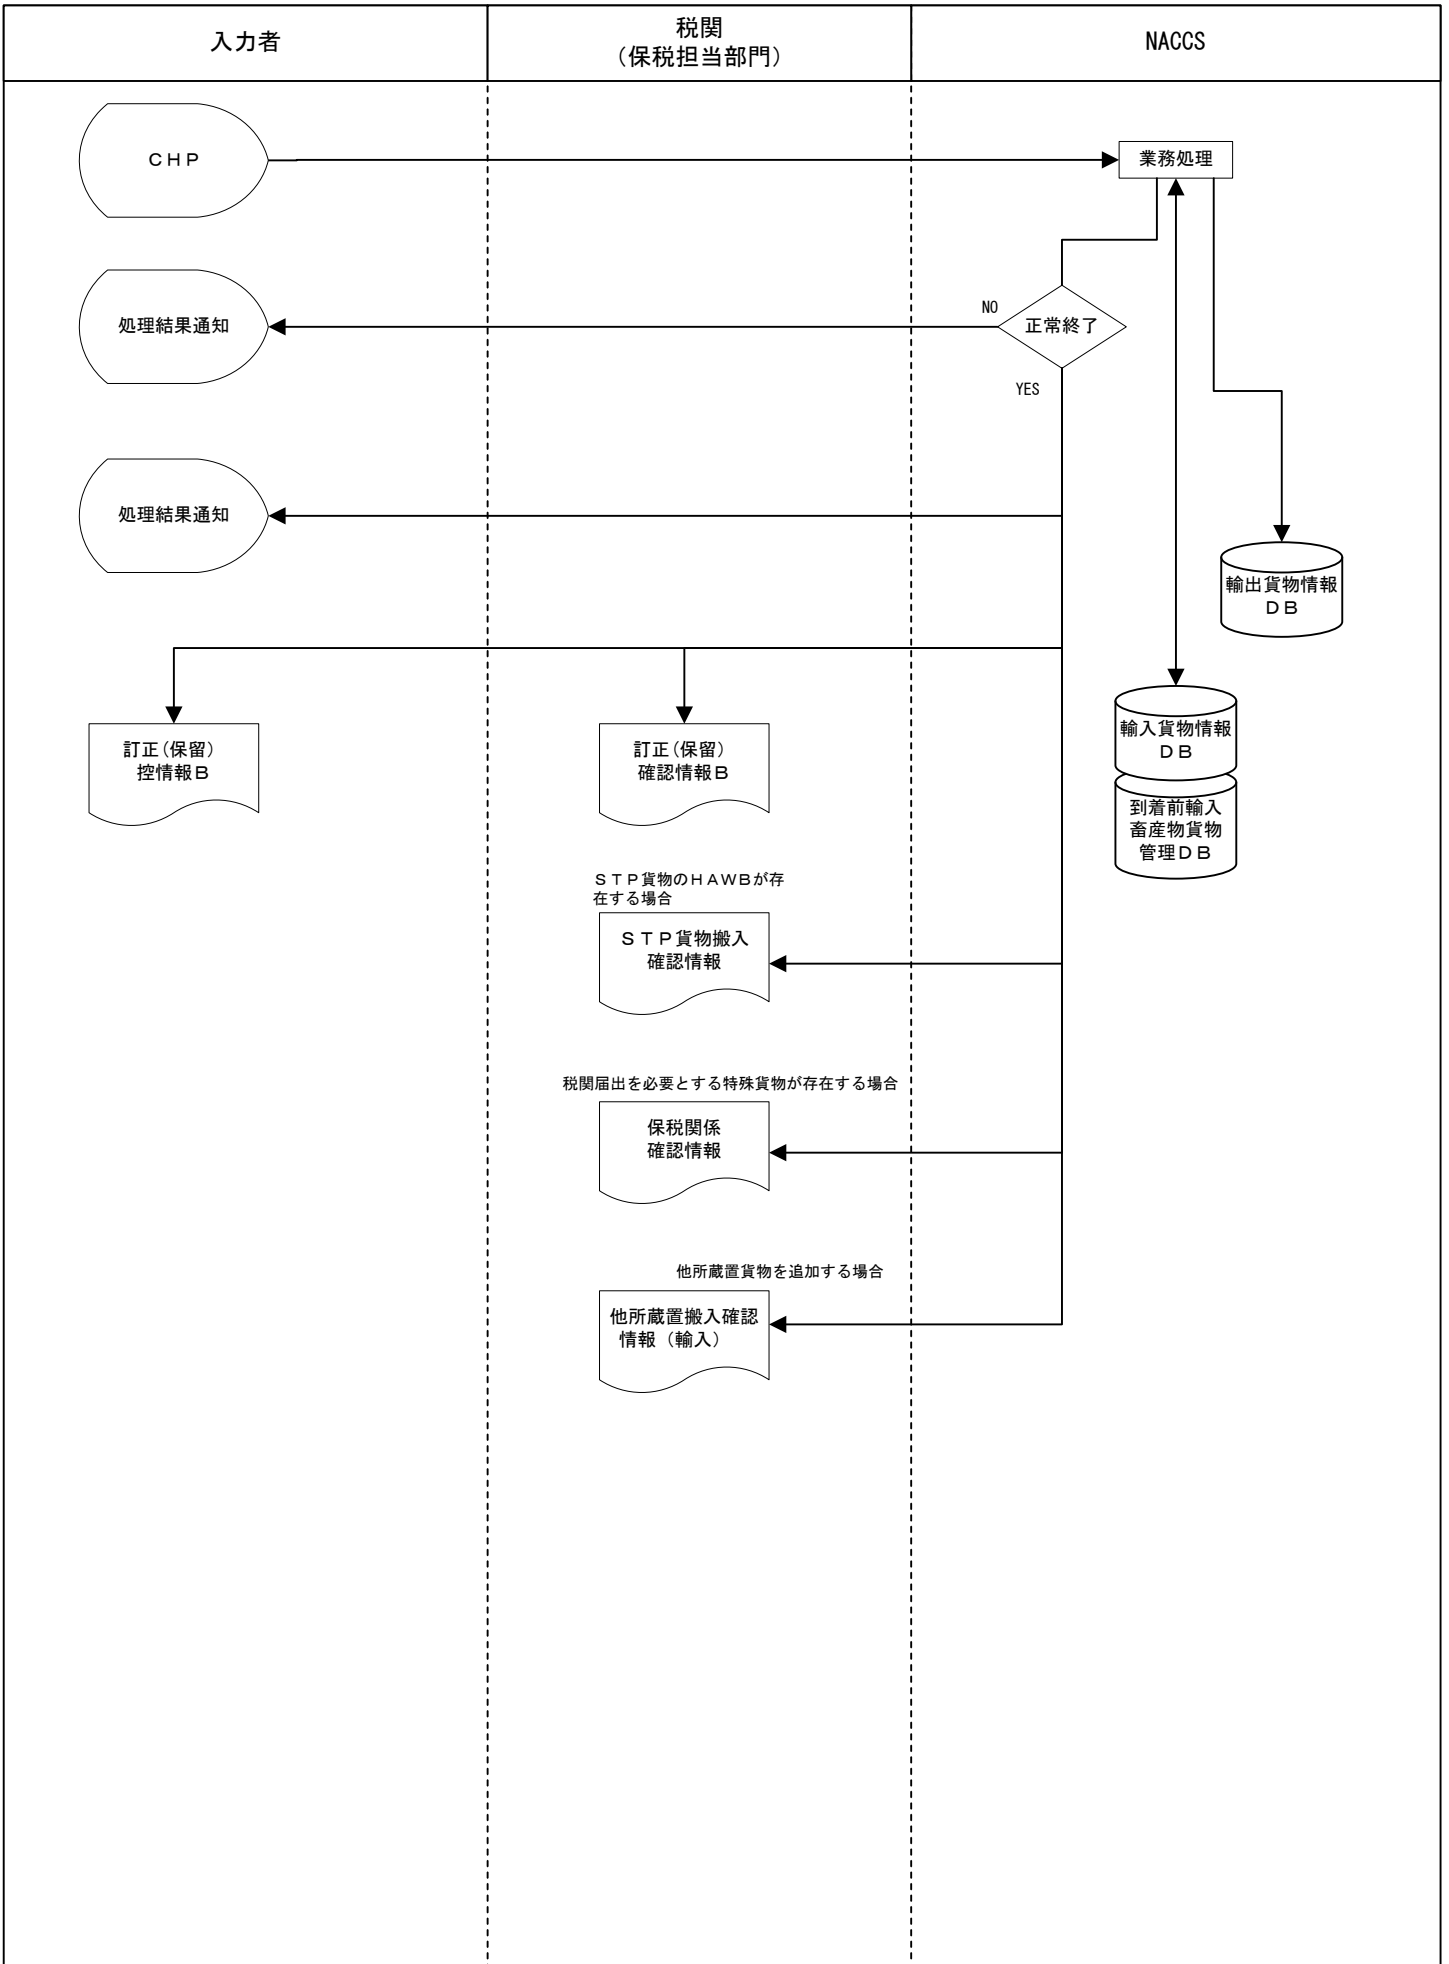 入力者
税関
（保税担当部門）
NACCS
ＣＨＰ
業務処理
処理結果通知
NO
正常終了
YES
処理結果通知
輸出貨物情報
ＤＢ
訂正(保留)
控情報Ｂ
訂正(保留)
確認情報Ｂ
輸入貨物情報
ＤＢ
到着前輸入
畜産物貨物
管理ＤＢ
ＳＴＰ貨物のＨＡＷＢが存
在する場合
ＳＴＰ貨物搬入
確認情報
税関届出を必要とする特殊貨物が存在する場合
保税関係
確認情報
他所蔵置貨物を追加する場合
他所蔵置搬入確認
情報（輸入）